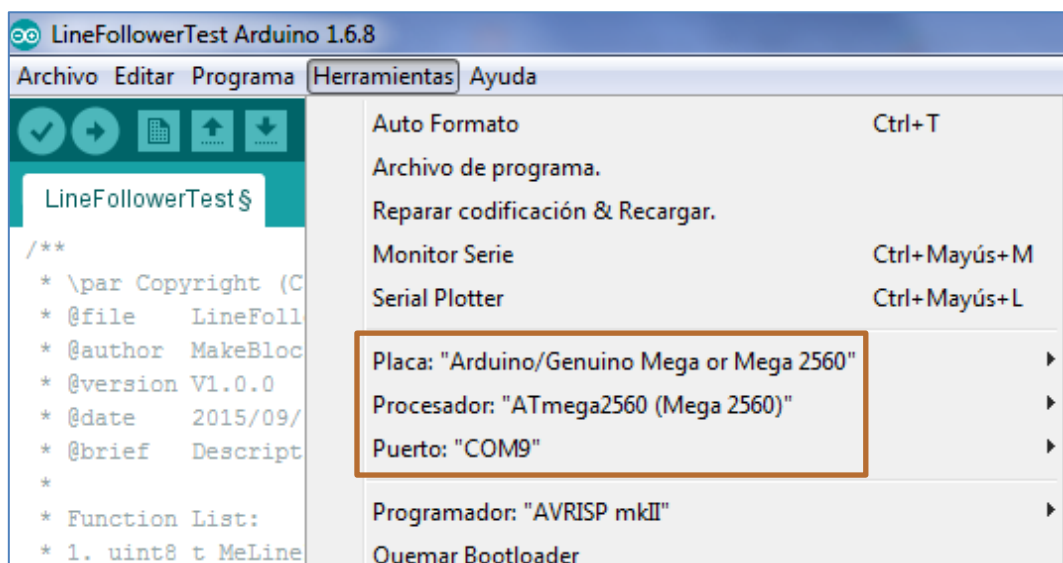 LineFollowerTest Arduino 1.6.8
Archivo Editar Programa Herramientas Ayuda
LineFollowerTest §
/**
* \par Copyright (C
* @file LineFoll
* @author MakeBloc
* @version V1.0.0
* @date 2015/09/
* @brief Descript
*
* Function List:
* 1. uint8 t MeLine
Auto Formato Ctrl+T
Archivo de programa.
Reparar codificación & Recargar.
Monitor Serie Ctrl+Mayús+M
Serial Plotter Ctrl+Mayús+L
Placa: "Arduino/Genuino Mega or Mega 2560"
Procesador: "ATmega2560 (Mega 2560)"
Puerto: "COM9"
Programador: "AVRISP mkII"
Quemar Bootloader